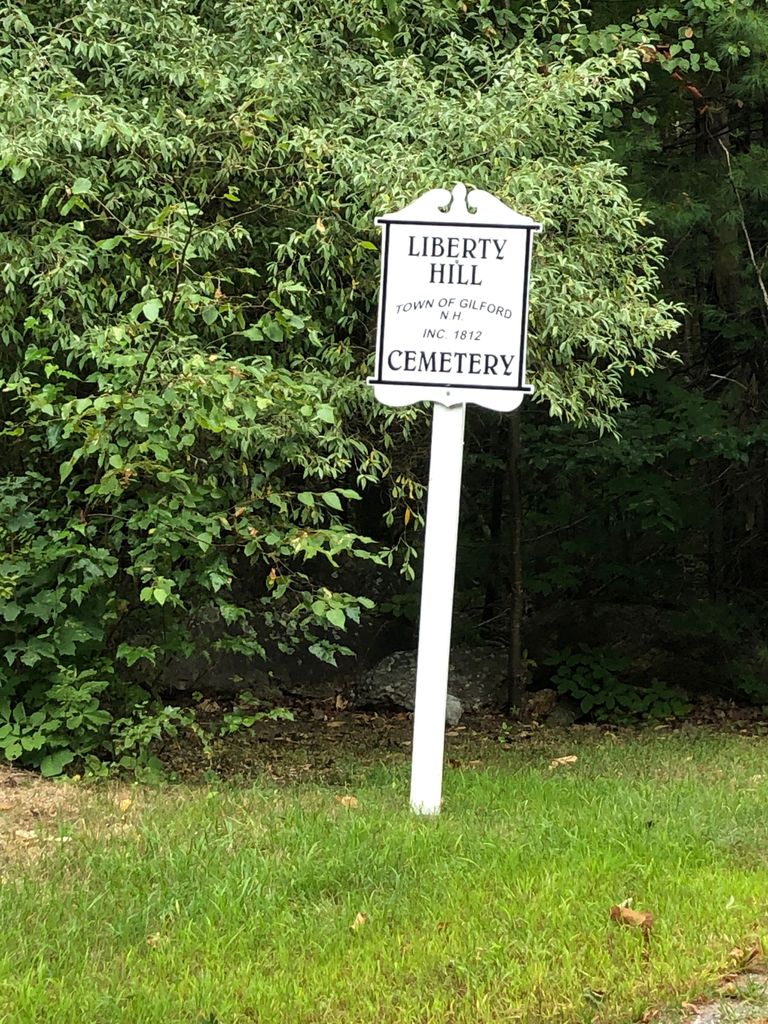 LIBERTY
HILL
TOWN OF GILFORD
N.H.
INC. 1812
CEMETERY